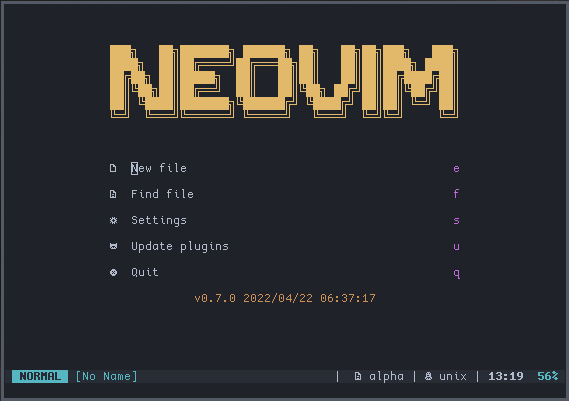 NEOVIM
New file e
Find file f
Settings s
Update plugins u
Quit q
v0.7.0 2022/04/22 06:37:17
NORMAL [No Name] | alpha | unix | 13:19 56%